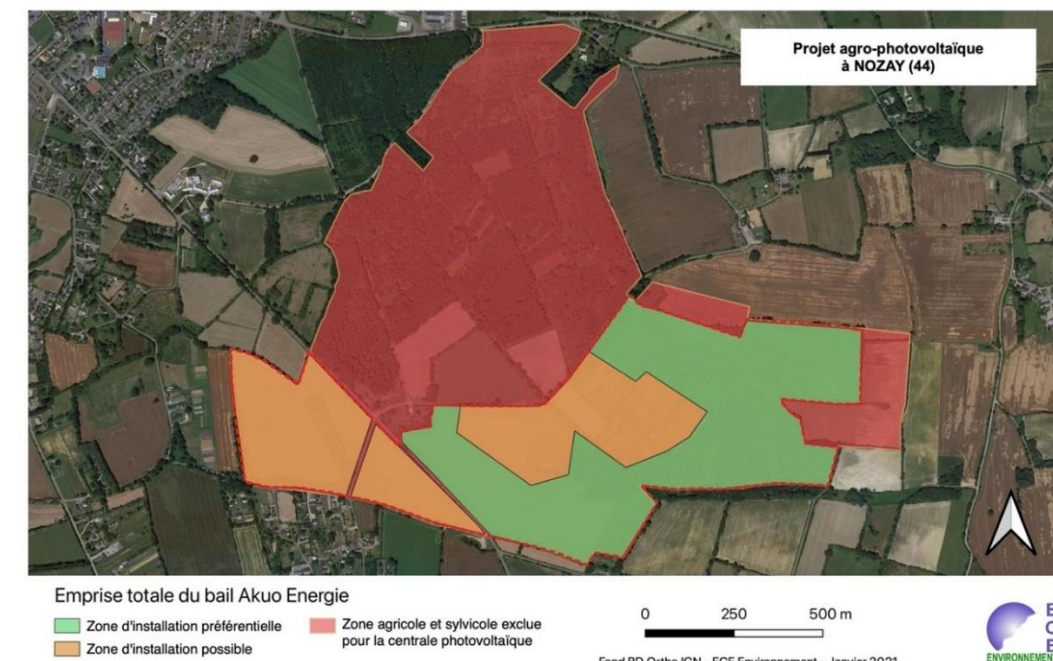 Projet agro-photovoltaïque
à NOZAY (44)
Emprise totale du bail Akuo Energie
Zone d'installation préférentielle
Zone d'installation possible
Zone agricole et sylvicole exclue
pour la centrale photovoltaïque
0 250 500 m
Fond BD Ortho IGN - ECE Environnement - Janvier 2021
E
C
E
ENVIRONNEMENT